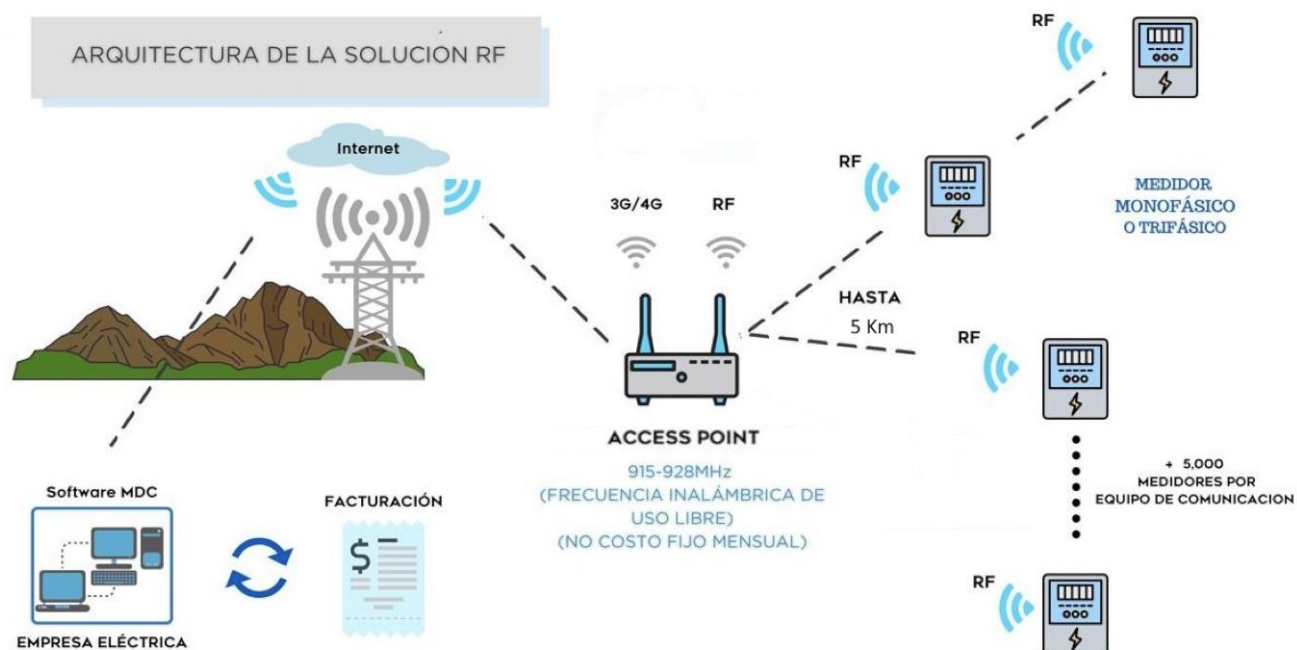 ARQUITECTURA DE LA SOLUCION RF
Internet
3G/4G
RF
RF
RF
MEDIDOR
MONOFÁSICO
O TRIFÁSICO
HASTA
5 Km
RF
ACCESS POINT
915-928MHz
(FRECUENCIA INALÁMBRICA DE
USO LIBRE)
(NO COSTO FIJO MENSUAL)
+ 5,000
MEDIDORES POR
EQUIPO DE COMUNICACION
RF
Software MDC
FACTURACIÓN
$
EMPRESA ELÉCTRICA